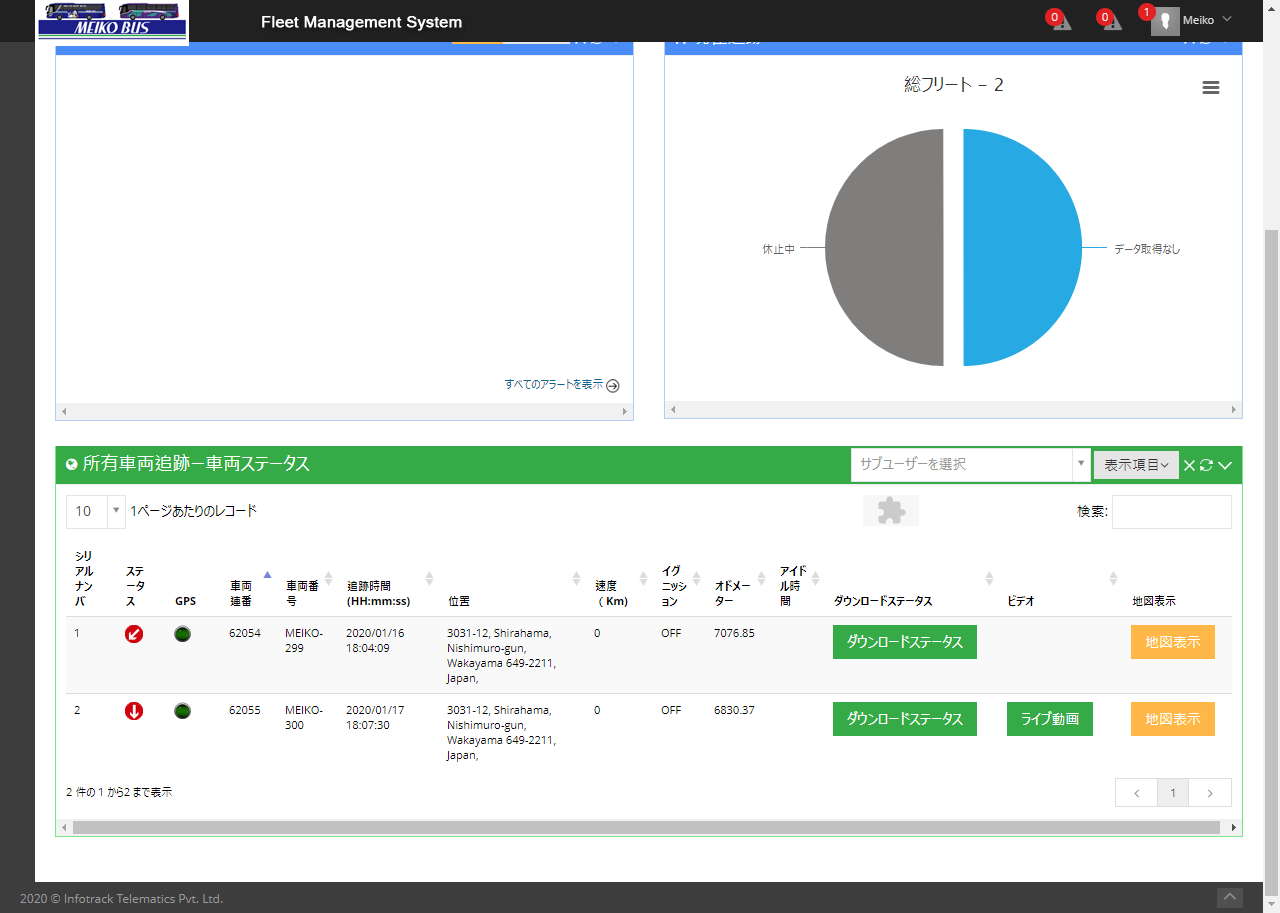 MEIKO BUS
Fleet Management System
0
0
1
Meiko
総フリート – 2
休止中
データ取得なし
すべてのアラートを表示
所有車両追跡ー車両ステータス
サブユーザーを選択
表示項目
10
1ページあたりのレコード
検索:
シリアルナンバ
ステータス
GPS
車両連番
車両番号
追跡時間 (HH:mm:ss)
位置
速度 ( Km)
イグニッション
オドメーター
アイドル時間
ダウンロードステータス
ビデオ
地図表示
1
62054
MEIKO-299
2020/01/16 18:04:09
3031-12, Shirahama, Nishimuro-gun, Wakayama 649-2211, Japan,
0
OFF
7076.85
ダウンロードステータス
地図表示
2
62055
MEIKO-300
2020/01/17 18:07:30
3031-12, Shirahama, Nishimuro-gun, Wakayama 649-2211, Japan,
0
OFF
6830.37
ダウンロードステータス
ライブ動画
地図表示
2 件の 1 から2 まで表示
1
2020 © Infotrack Telematics Pvt. Ltd.